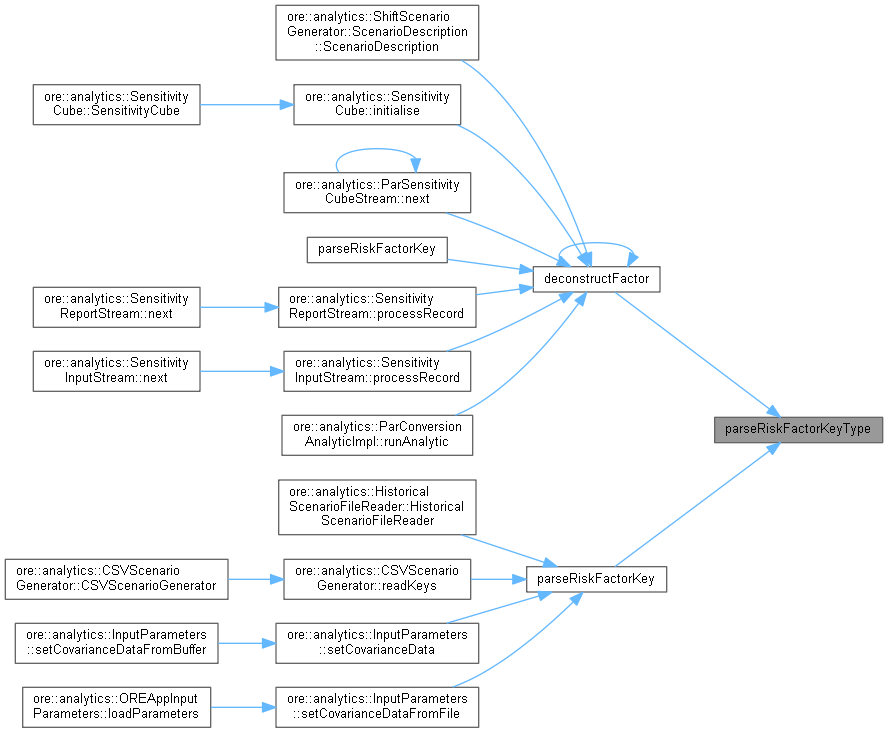 ore::analytics::ShiftScenario
Generator::ScenarioDescription
::ScenarioDescription
ore::analytics::Sensitivity
Cube::SensitivityCube
ore::analytics::Sensitivity
Cube::initialise
ore::analytics::ParSensitivity
CubeStream::next
parseRiskFactorKey
deconstructFactor
ore::analytics::Sensitivity
ReportStream::next
ore::analytics::Sensitivity
ReportStream::processRecord
ore::analytics::Sensitivity
InputStream::next
ore::analytics::Sensitivity
InputStream::processRecord
ore::analytics::ParConversion
AnalyticImpl::runAnalytic
parseRiskFactorKeyType
ore::analytics::Historical
ScenarioFileReader::Historical
ScenarioFileReader
ore::analytics::CSVScenario
Generator::CSVScenarioGenerator
ore::analytics::CSVScenario
Generator::readKeys
parseRiskFactorKey
ore::analytics::InputParameters
::setCovarianceDataFromBuffer
ore::analytics::InputParameters
::setCovarianceData
ore::analytics::OREAppInput
Parameters::loadParameters
ore::analytics::InputParameters
::setCovarianceDataFromFile